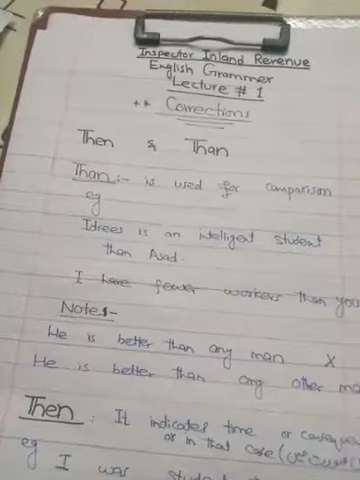 Inspector Inland Revenue
English Grammer
Lecture # 1
** Corrections
Then & Than
Than :- is used for comparison
eg
Idrees is an intelligent student
than Asad.
I have fewer workers than you
Note:-
He is better than any man X
He is better than any other
Then : It indicates time or
or in that case (
eg
I was